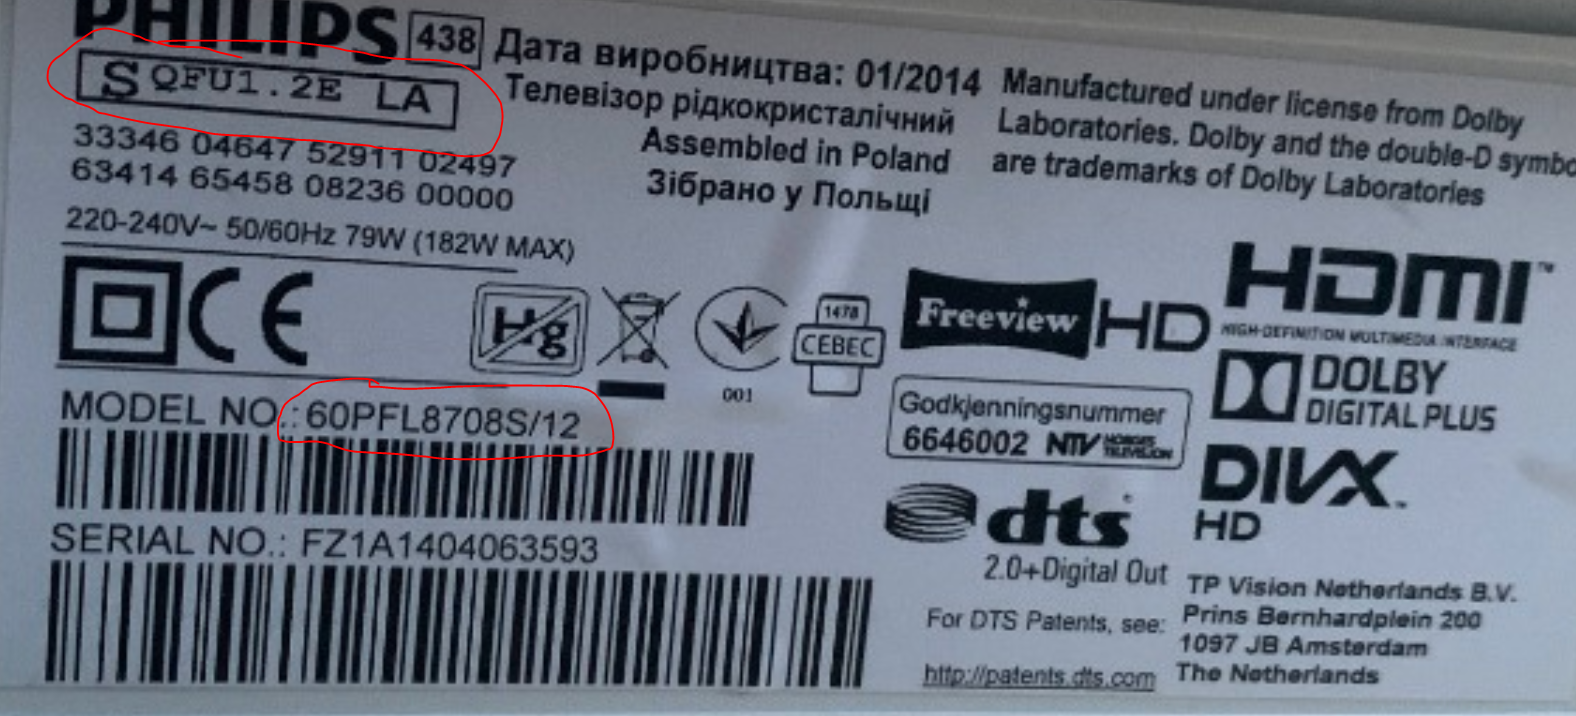 PHILIPS 438
S QFU1.2E LA
33346 04647 52911 02497
63414 65458 08236 00000
220-240V~ 50/60Hz 79W (182W MAX)
Дата виробництва: 01/2014
Телевізор рідкокристалічний
Assembled in Poland
Зібрано у Польщі
Manufactured under license from Dolby
Laboratories. Dolby and the double-D symbo
are trademarks of Dolby Laboratories
CE
Hg
001
1478
CEBEC
Freeview HD
HDMI™
HIGH-DEFINITION MULTIMEDIA INTERFACE
DOLBY
DIGITAL PLUS
MODEL NO.: 60PFL8708S/12
Godkjenningsnummer
6646002 NTV NORGES
TELEVISJON
DIVX™
HD
SERIAL NO.: FZ1A1404063593
dts
2.0+Digital Out
For DTS Patents, see:
http://patents.dts.com
TP Vision Netherlands B.V.
Prins Bernhardplein 200
1097 JB Amsterdam
The Netherlands